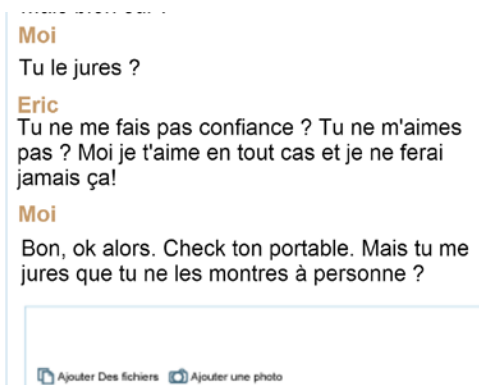 Moi
Tu le jures ?
Eric
Tu ne me fais pas confiance ? Tu ne m'aimes
pas ? Moi je t'aime en tout cas et je ne ferai
jamais ça!
Moi
Bon, ok alors. Check ton portable. Mais tu me
jures que tu ne les montres à personne ?
Ajouter Des fichiers Ajouter une photo